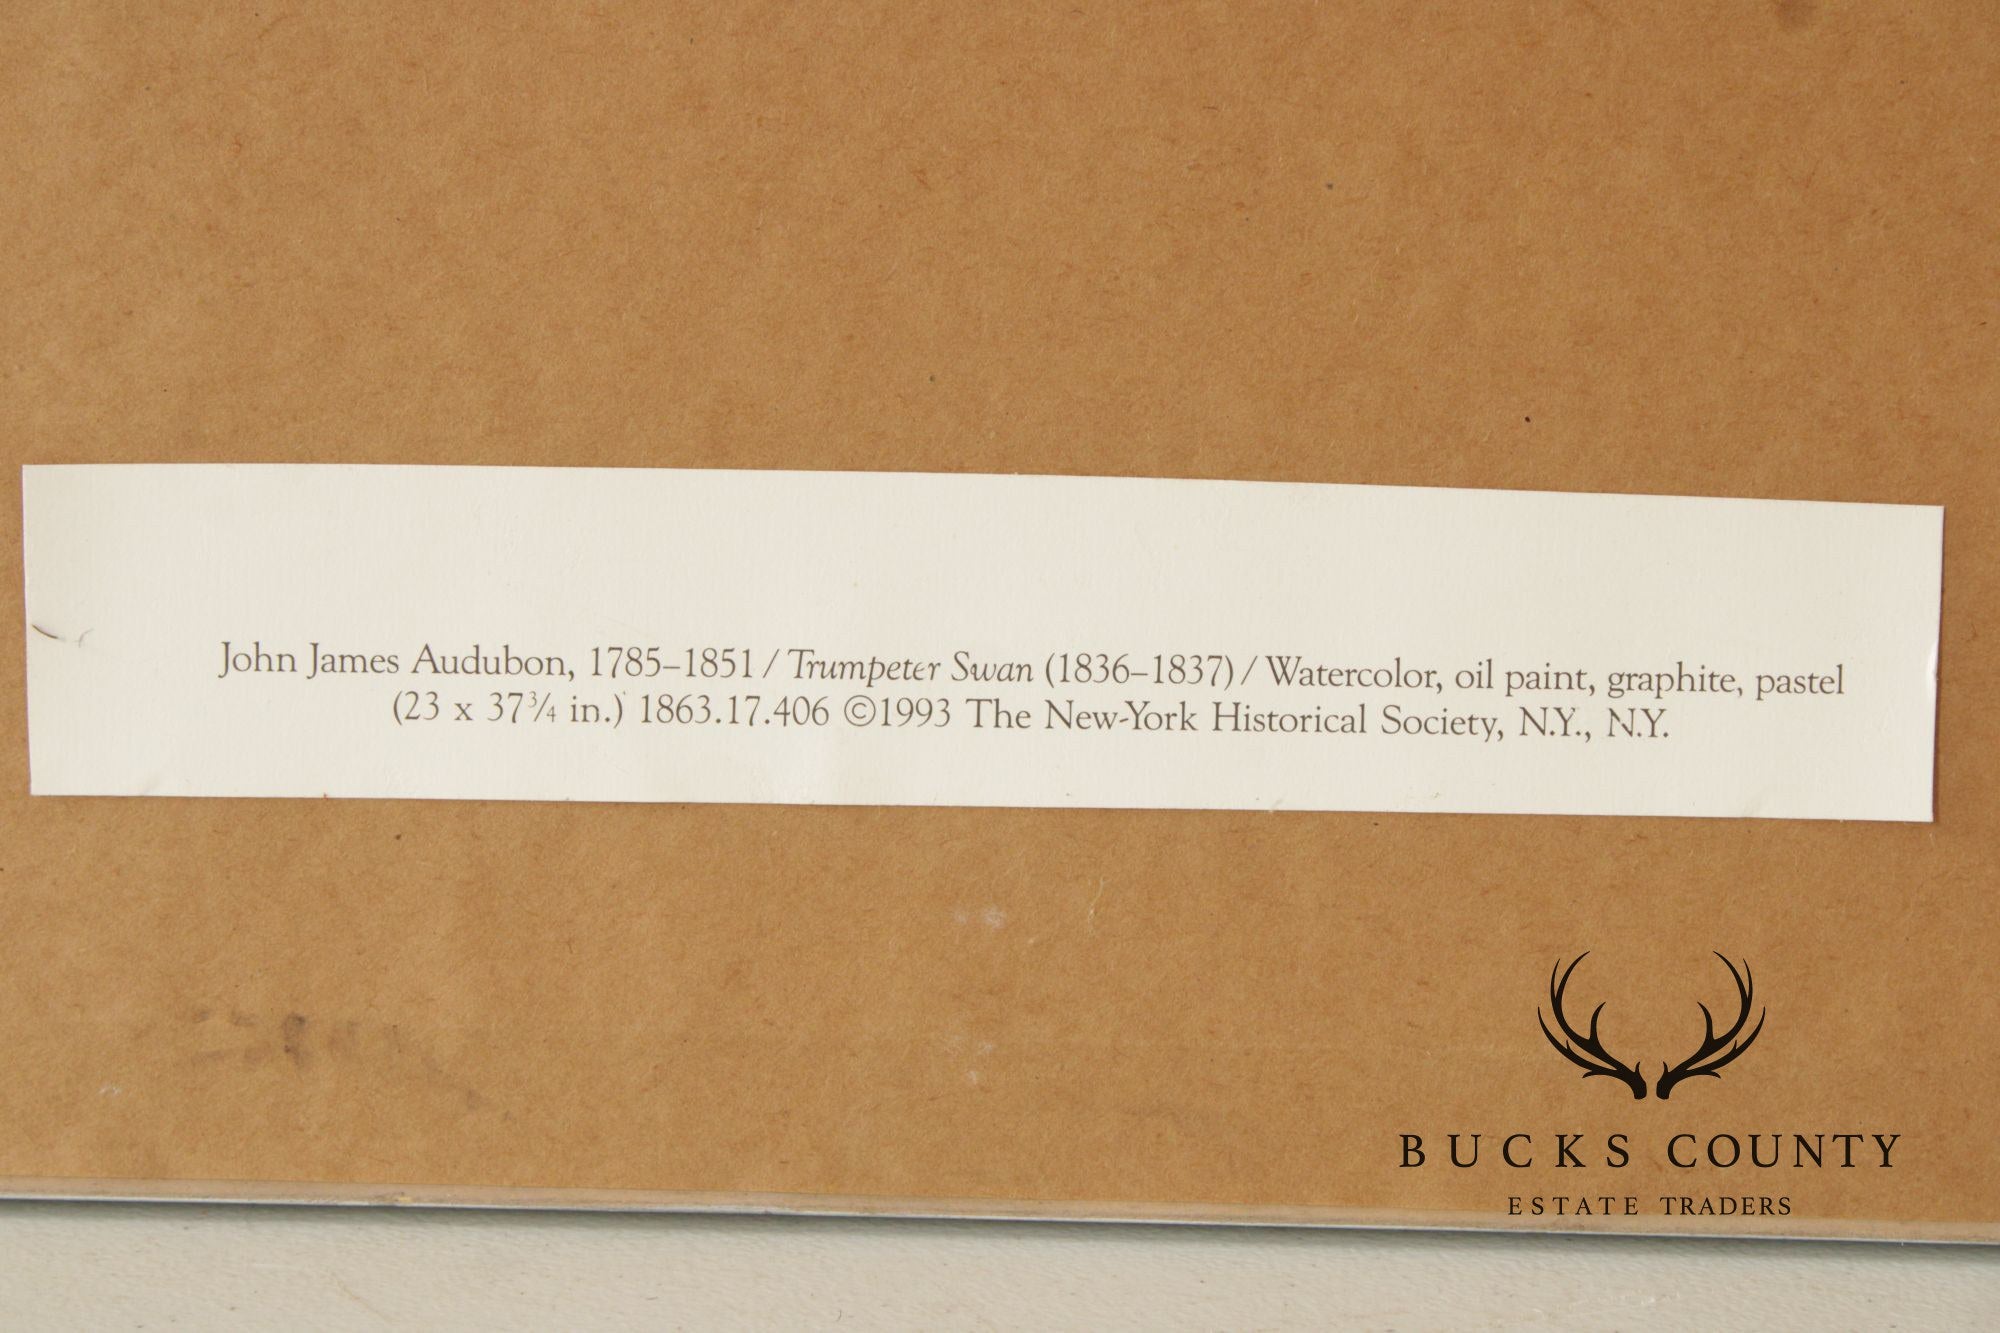 John James Audubon, 1785–1851 / Trumpeter Swan (1836–1837) / Watercolor, oil paint, graphite, pastel
(23 x 37¾ in.) 1863.17.406 ©1993 The New-York Historical Society, N.Y., N.Y.
BUCKS COUNTY
ESTATE TRADERS